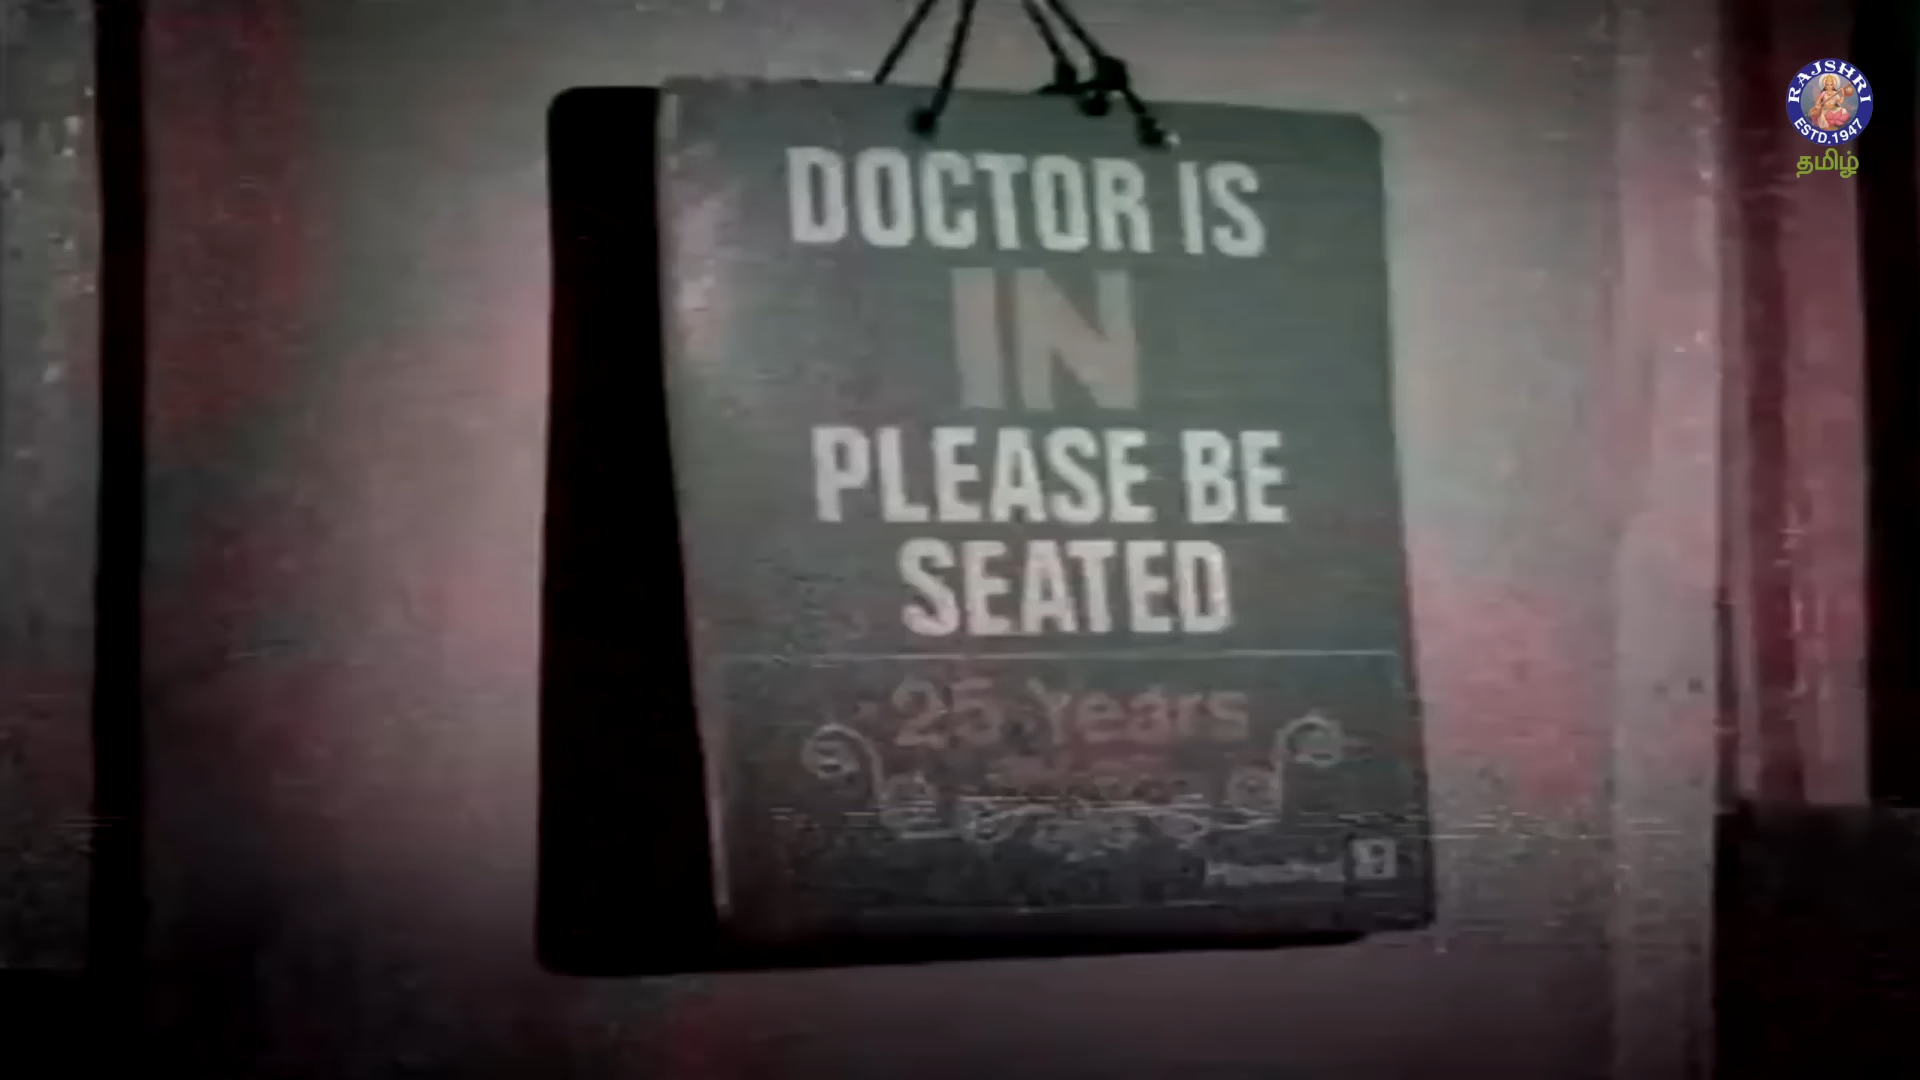 RAJSHRI
ESTD.1947
தமிழ்
DOCTOR IS
IN
PLEASE BE
SEATED
25 Years